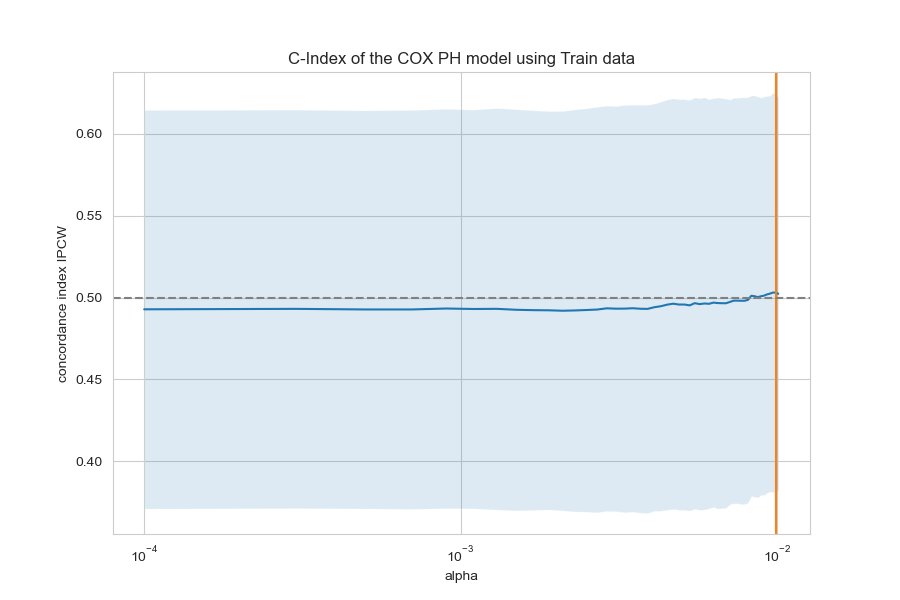 C-Index of the COX PH model using Train data
concordance index IPCW
0.60
0.55
0.50
0.45
0.40
10⁻⁴
10⁻³
10⁻²
alpha